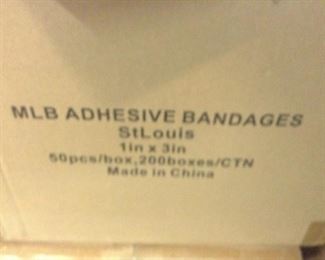 MLB ADHESIVE BANDAGES
StLouis
1in x 3in
50pcs/box,200boxes/CTN
Made in China